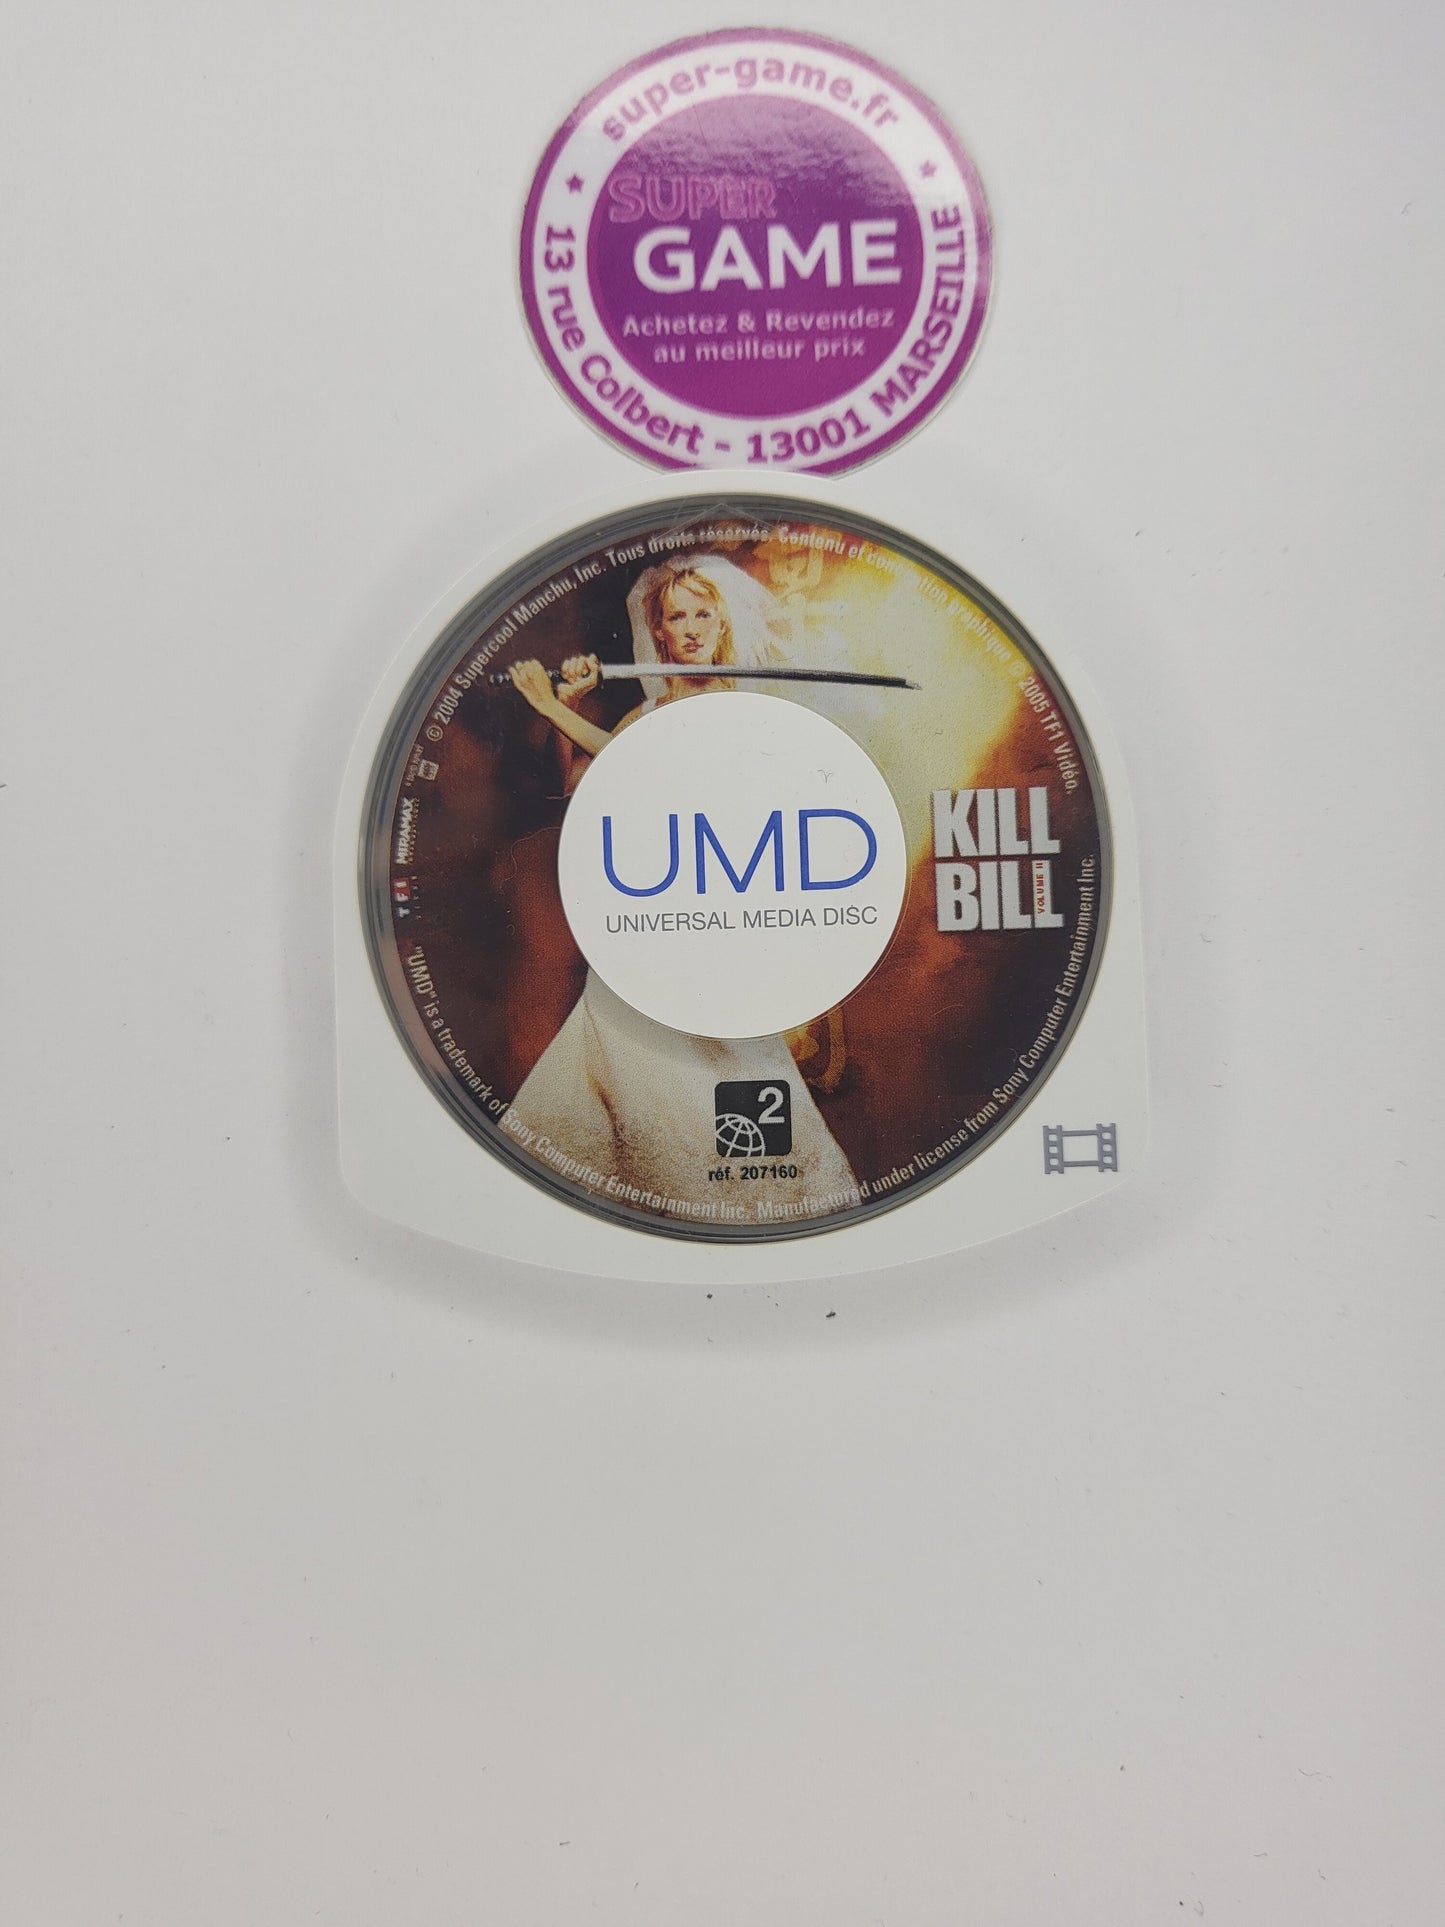 super-game.fr
SUPER
GAME
Achetez & Revendez
au meilleur prix
13 rue Colbert - 13001 MARSEILLE
© 2004 Supercool Manchu, Inc. Tous droits réservés. Contenu et conception graphique © 2005 TF1 Vidéo.
MIRAMAX
TF1
KILL
BILL
VOLUME II
UMD
UNIVERSAL MEDIA DISC
2
réf. 207160
"UMD" is a trademark of Sony Computer Entertainment Inc. Manufactured under license from Sony Computer Entertainment Inc.